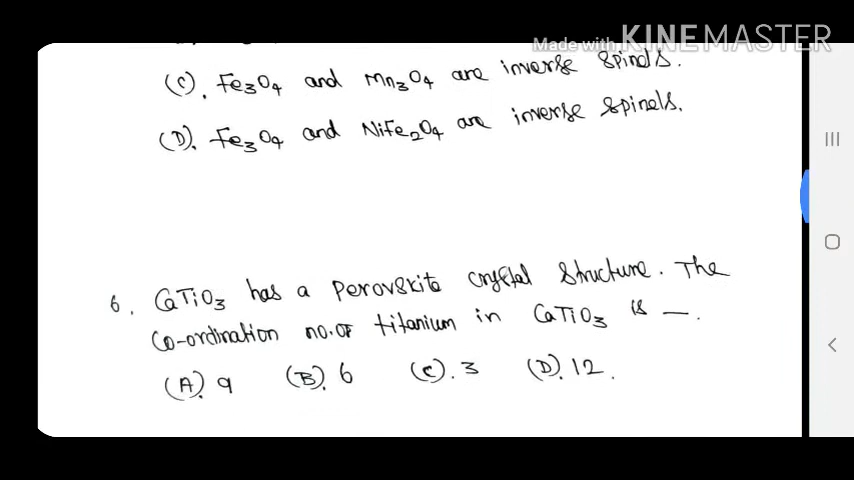 Made with KINEMASTER
(C). Fe3O4 and Mn3O4 are inverse spinels.
(D). Fe3O4 and NiFe2O4 are inverse spinels.
6. CaTiO3 has a perovskite crystal structure. The
co-ordination no. of titanium in CaTiO3 is —.
(A). 9 (B). 6 (C). 3 (D). 12.